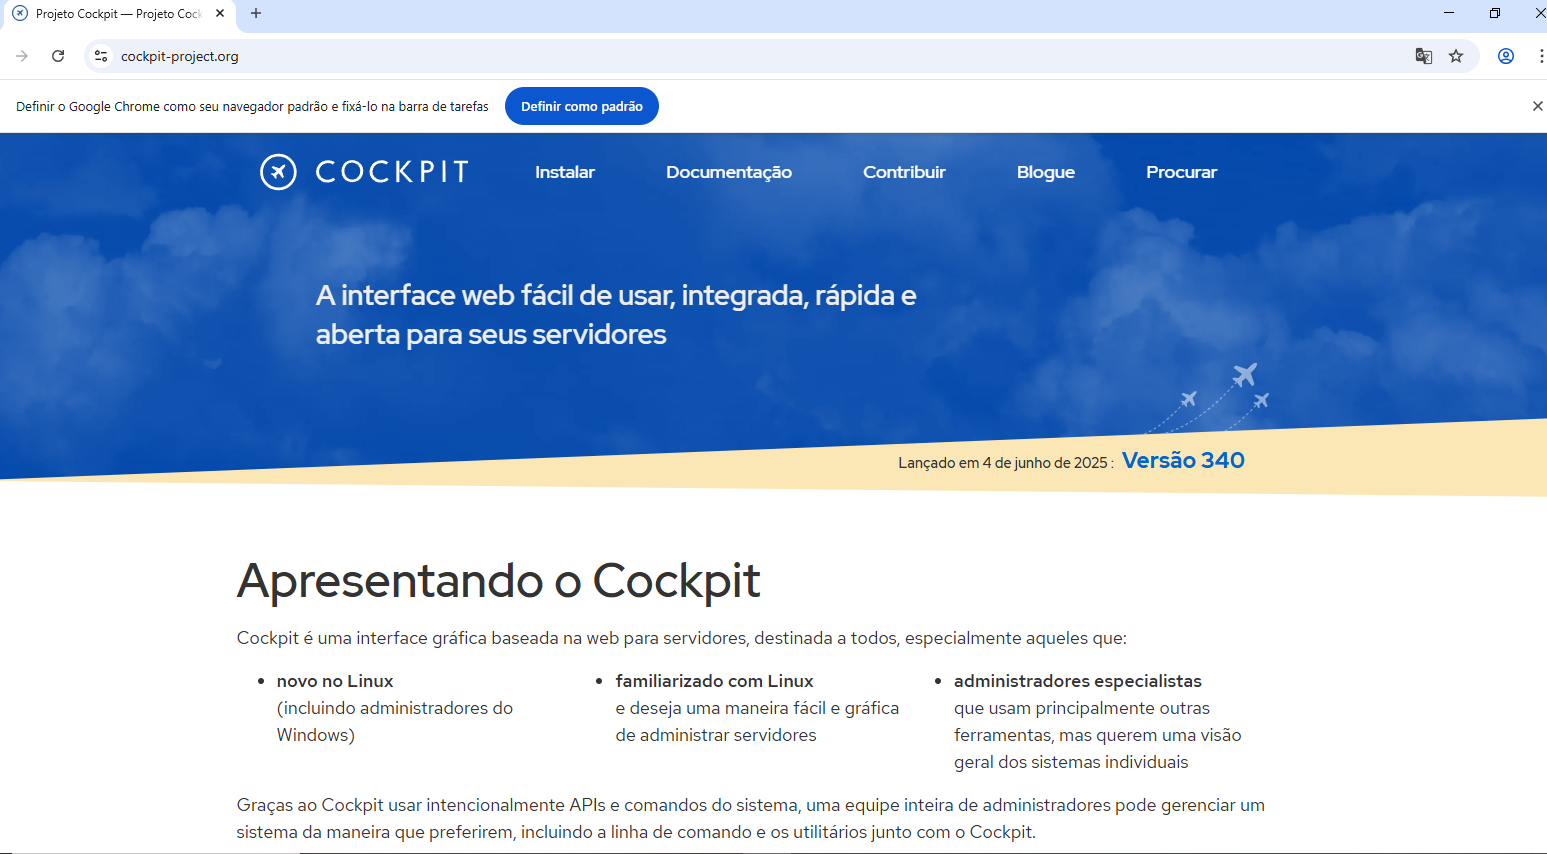 Projeto Cockpit — Projeto Cock
cockpit-project.org
Definir o Google Chrome como seu navegador padrão e fixá-lo na barra de tarefas
Definir como padrão
COCKPIT
Instalar
Documentação
Contribuir
Blogue
Procurar
A interface web fácil de usar, integrada, rápida e
aberta para seus servidores
Lançado em 4 de junho de 2025 : Versão 340
Apresentando o Cockpit
Cockpit é uma interface gráfica baseada na web para servidores, destinada a todos, especialmente aqueles que:
novo no Linux
(incluindo administradores do
Windows)
familiarizado com Linux
e deseja uma maneira fácil e gráfica
de administrar servidores
administradores especialistas
que usam principalmente outras
ferramentas, mas querem uma visão
geral dos sistemas individuais
Graças ao Cockpit usar intencionalmente APIs e comandos do sistema, uma equipe inteira de administradores pode gerenciar um
sistema da maneira que preferirem, incluindo a linha de comando e os utilitários junto com o Cockpit.